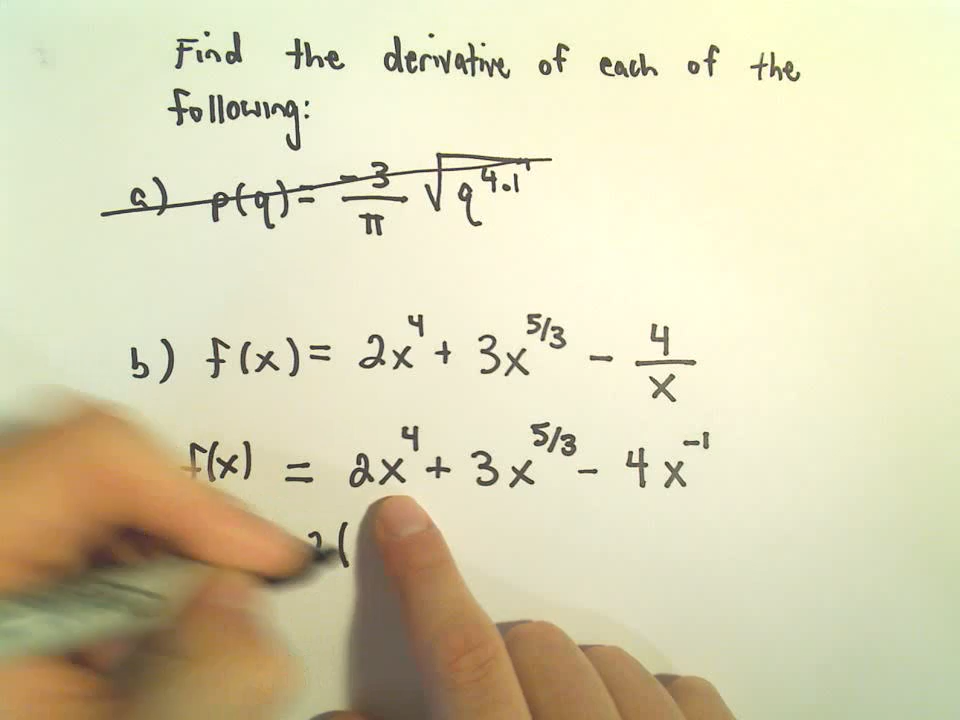 Find the derivative of each of the
following:
a) p(q) = -3/π √q^4.1
b) f(x) = 2x^4 + 3x^5/3 - 4/x
f(x) = 2x^4 + 3x^5/3 - 4x^-1
2(